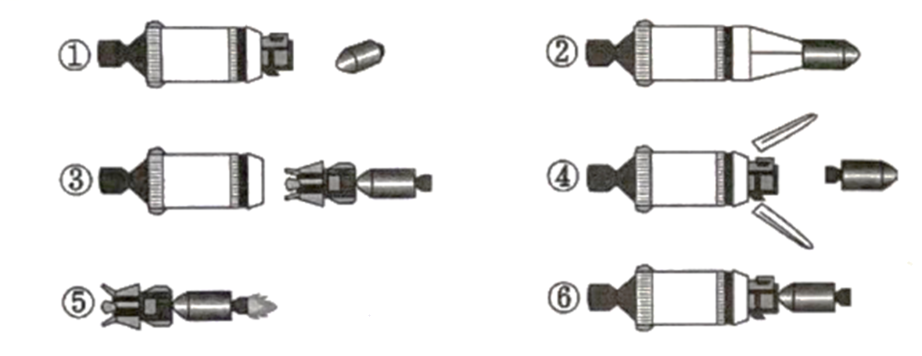 ① ②
③ ④
⑤ ⑥